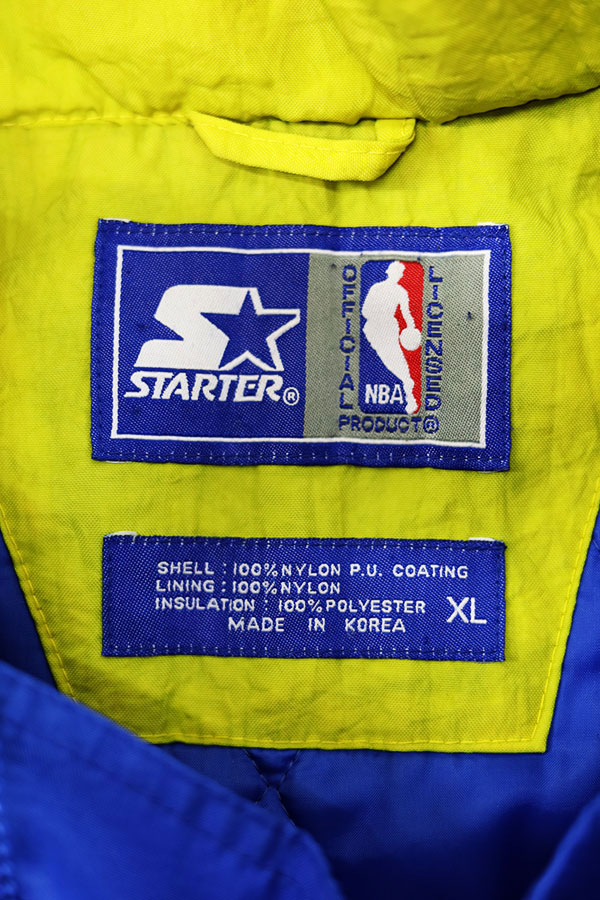 STARTER®
OFFICIAL
LICENSED
NBA
PRODUCT®
SHELL : 100% NYLON P.U. COATING
LINING : 100% NYLON
INSULATION : 100% POLYESTER
MADE IN KOREA
XL